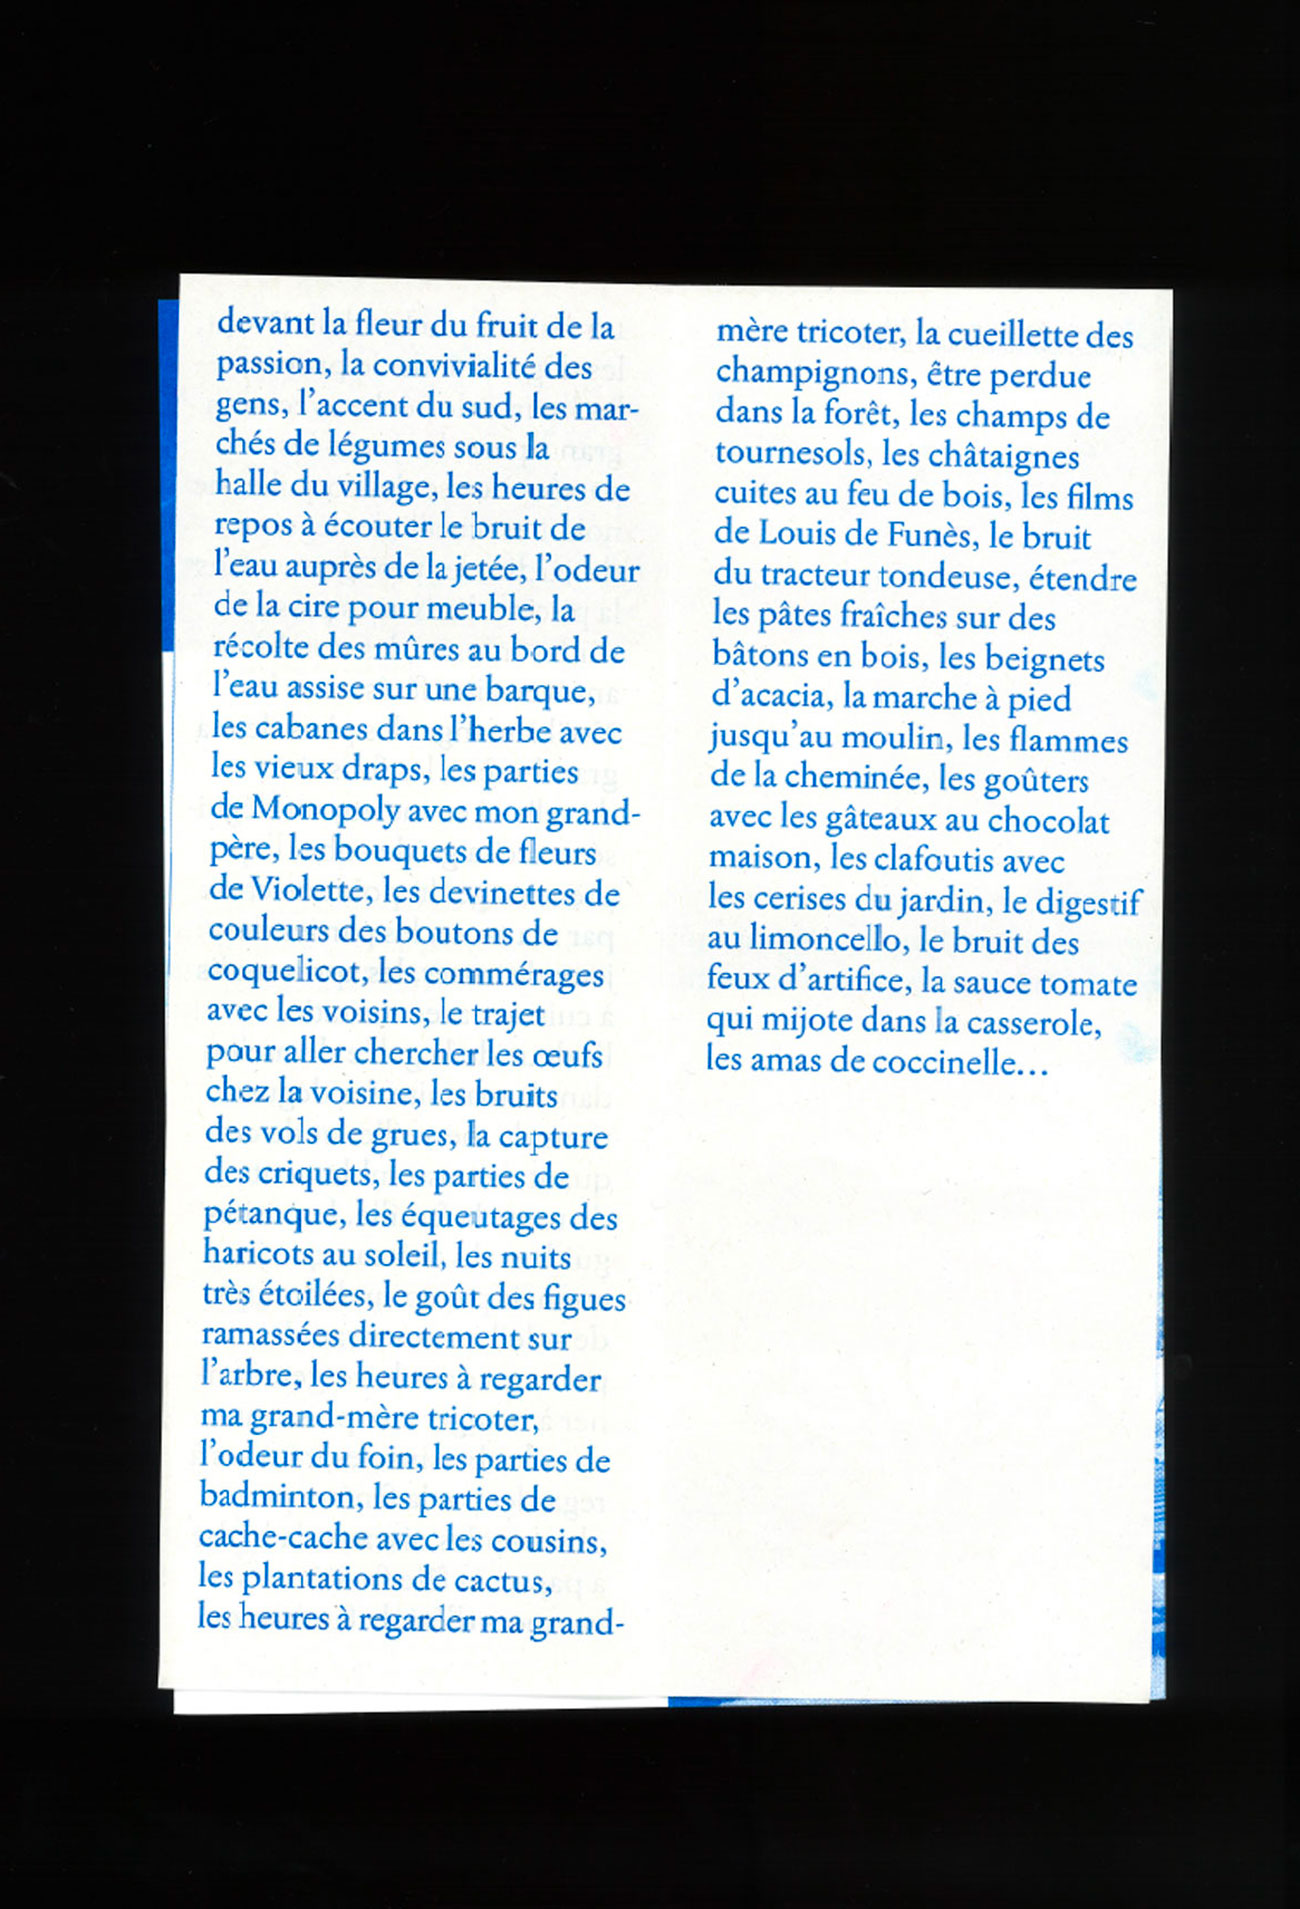 devant la fleur du fruit de la
passion, la convivialité des
gens, l’accent du sud, les mar-
chés de légumes sous la
halle du village, les heures de
repos à écouter le bruit de
l’eau auprès de la jetée, l’odeur
de la cire pour meuble, la
récolte des mûres au bord de
l’eau assise sur une barque,
les cabanes dans l’herbe avec
les vieux draps, les parties
de Monopoly avec mon grand-
père, les bouquets de fleurs
de Violette, les devinettes de
couleurs des boutons de
coquelicot, les commérages
avec les voisins, le trajet
pour aller chercher les œufs
chez la voisine, les bruits
des vols de grues, la capture
des criquets, les parties de
pétanque, les équeutages des
haricots au soleil, les nuits
très étoilées, le goût des figues
ramassées directement sur
l’arbre, les heures à regarder
ma grand-mère tricoter,
l’odeur du foin, les parties de
badminton, les parties de
cache-cache avec les cousins,
les plantations de cactus,
les heures à regarder ma grand-
mère tricoter, la cueillette des
champignons, être perdue
dans la forêt, les champs de
tournesols, les châtaignes
cuites au feu de bois, les films
de Louis de Funès, le bruit
du tracteur tondeuse, étendre
les pâtes fraîches sur des
bâtons en bois, les beignets
d’acacia, la marche à pied
jusqu’au moulin, les flammes
de la cheminée, les goûters
avec les gâteaux au chocolat
maison, les clafoutis avec
les cerises du jardin, le digestif
au limoncello, le bruit des
feux d’artifice, la sauce tomate
qui mijote dans la casserole,
les amas de coccinelle…